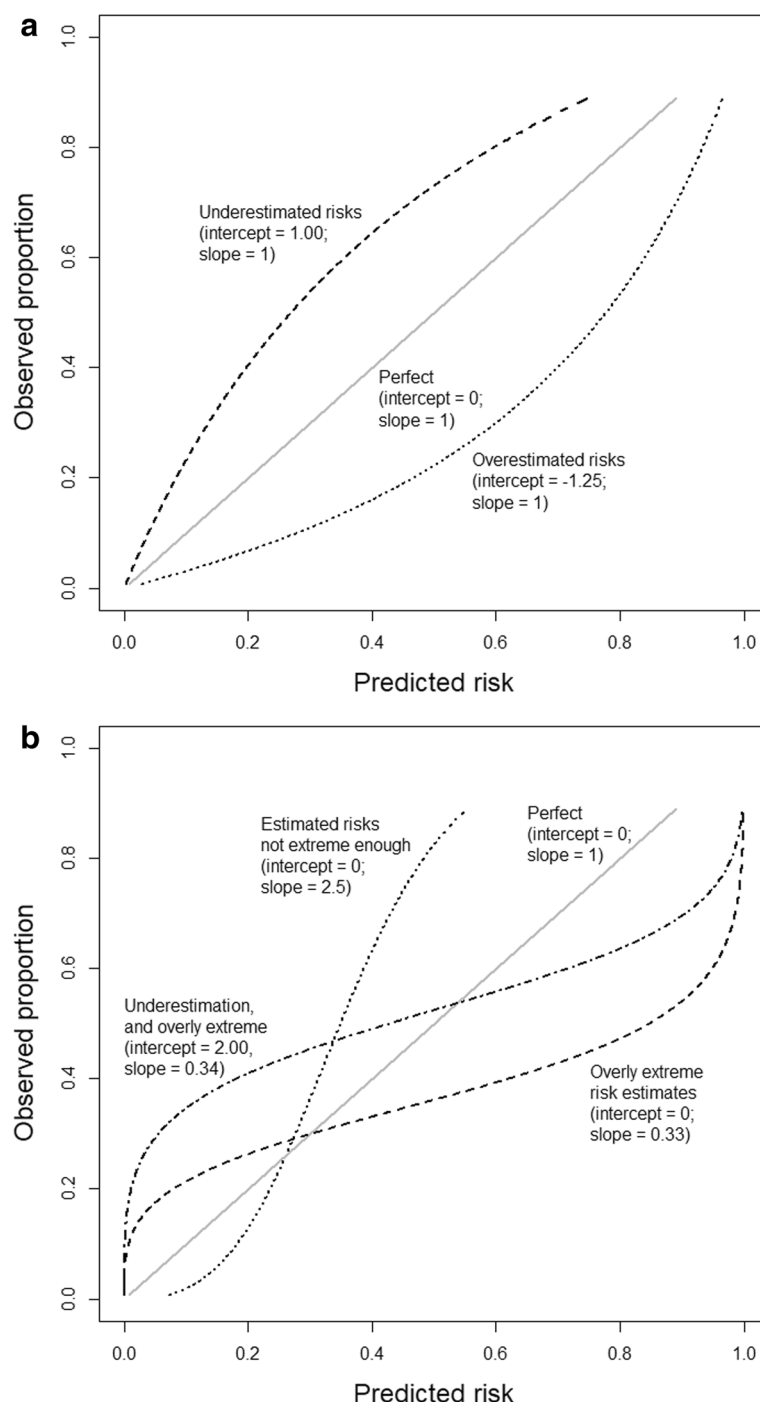 a
1.0
0.8
0.6
0.4
0.2
0.0
Observed proportion
Underestimated risks
(intercept = 1.00;
slope = 1)
Perfect
(intercept = 0;
slope = 1)
Overestimated risks
(intercept = -1.25;
slope = 1)
0.0 0.2 0.4 0.6 0.8 1.0
Predicted risk
b
1.0
0.8
0.6
0.4
0.2
0.0
Observed proportion
Estimated risks
not extreme enough
(intercept = 0;
slope = 2.5)
Perfect
(intercept = 0;
slope = 1)
Underestimation,
and overly extreme
(intercept = 2.00,
slope = 0.34)
Overly extreme
risk estimates
(intercept = 0;
slope = 0.33)
0.0 0.2 0.4 0.6 0.8 1.0
Predicted risk